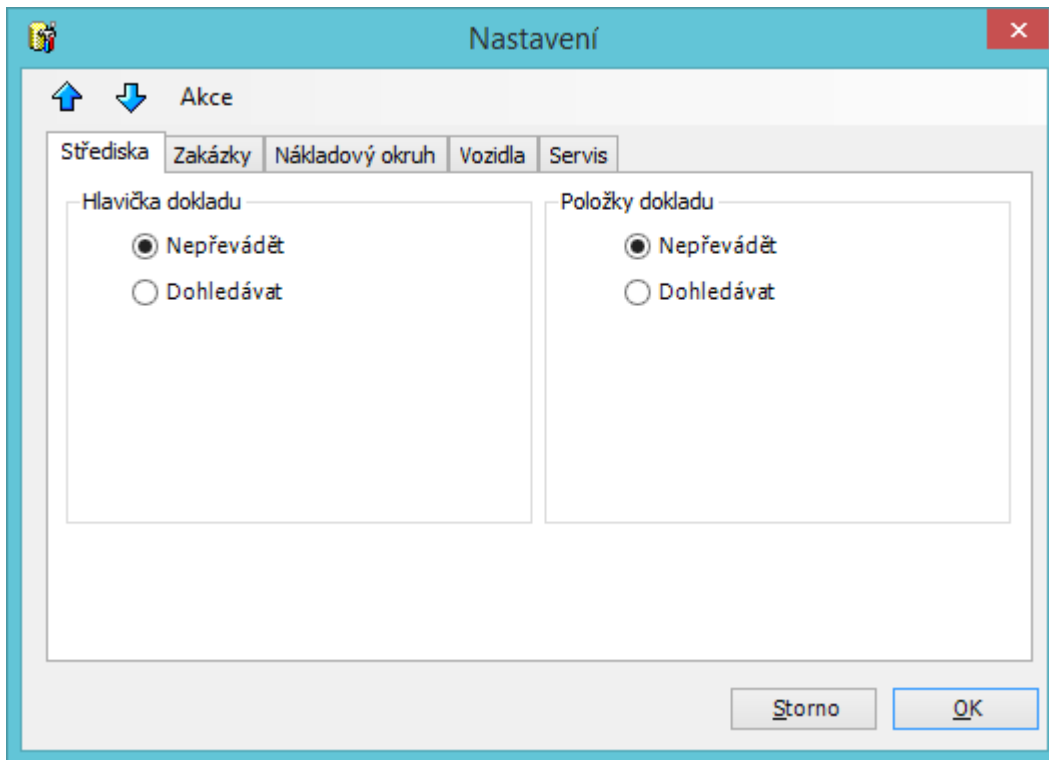 Nastavení
Akce
Střediska Zakázky Nákladový okruh Vozidla Servis
Hlavička dokladu Položky dokladu
Nepřevádět Nepřevádět
Dohledávat Dohledávat
Storno OK